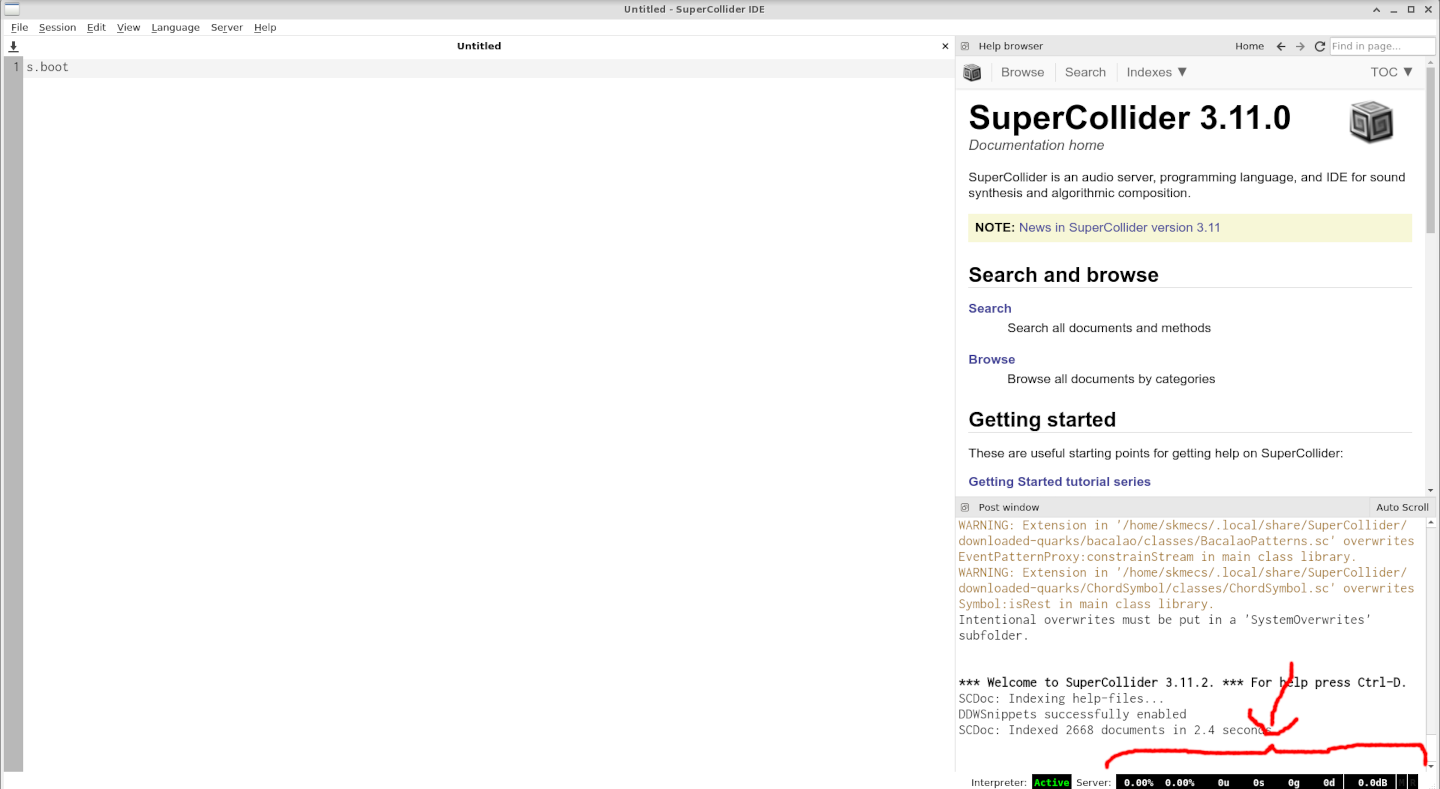 Untitled - SuperCollider IDE
File Session Edit View Language Server Help
Untitled
1 s.boot
Help browser Home Find in page...
Browse Search Indexes ▼ TOC ▼
SuperCollider 3.11.0
Documentation home
SuperCollider is an audio server, programming language, and IDE for sound
synthesis and algorithmic composition.
NOTE: News in SuperCollider version 3.11
Search and browse
Search
Search all documents and methods
Browse
Browse all documents by categories
Getting started
These are useful starting points for getting help on SuperCollider:
Getting Started tutorial series
Post window Auto Scroll
WARNING: Extension in '/home/skmecs/.local/share/SuperCollider/
downloaded-quarks/bacalao/classes/BacalaoPatterns.sc' overwrites
EventPatternProxy:constrainStream in main class library.
WARNING: Extension in '/home/skmecs/.local/share/SuperCollider/
downloaded-quarks/ChordSymbol/classes/ChordSymbol.sc' overwrites
Symbol:isRest in main class library.
Intentional overwrites must be put in a 'SystemOverwrites'
subfolder.
*** Welcome to SuperCollider 3.11.2. *** For help press Ctrl-D.
SCDoc: Indexing help-files...
DDWSnippets successfully enabled
SCDoc: Indexed 2668 documents in 2.4 seconds
Interpreter: Active Server: 0.00% 0.00% 0u 0s 0g 0d 0.0dB